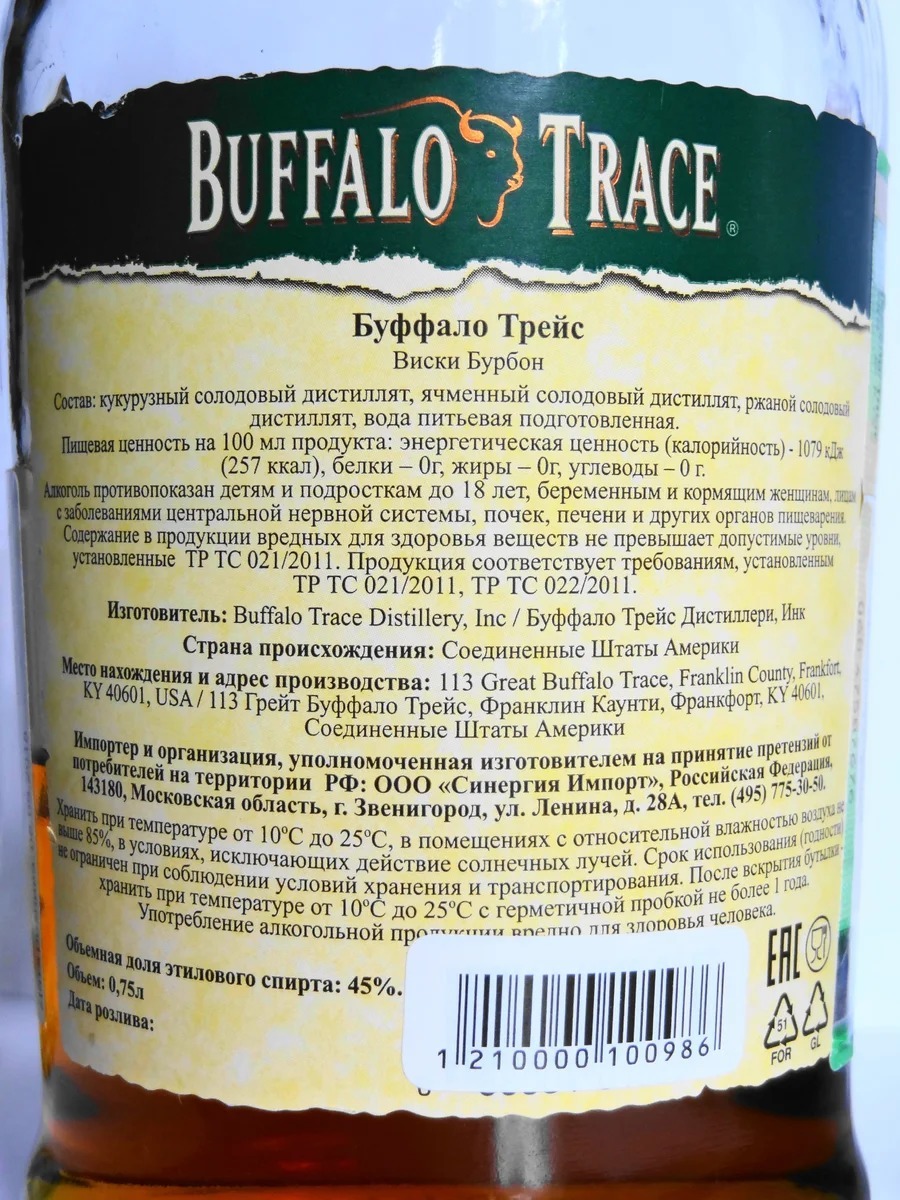 BUFFALO TRACE ®
Буффало Трейс
Виски Бурбон
Состав: кукурузный солодовый дистиллят, ячменный солодовый дистиллят, ржаной солодовый
дистиллят, вода питьевая подготовленная.
Пищевая ценность на 100 мл продукта: энергетическая ценность (калорийность) - 1079 кДж
(257 ккал), белки – 0г, жиры – 0г, углеводы – 0 г.
Алкоголь противопоказан детям и подросткам до 18 лет, беременным и кормящим женщинам, лицам
с заболеваниями центральной нервной системы, почек, печени и других органов пищеварения.
Содержание в продукции вредных для здоровья веществ не превышает допустимые уровни,
установленные ТР ТС 021/2011. Продукция соответствует требованиям, установленным
ТР ТС 021/2011, ТР ТС 022/2011.
Изготовитель: Buffalo Trace Distillery, Inc / Буффало Трейс Дистиллери, Инк
Страна происхождения: Соединенные Штаты Америки
Место нахождения и адрес производства: 113 Great Buffalo Trace, Franklin County, Frankfort,
KY 40601, USA / 113 Грейт Буффало Трейс, Франклин Каунти, Франкфорт, KY 40601,
Соединенные Штаты Америки
Импортер и организация, уполномоченная изготовителем на принятие претензий от
потребителей на территории РФ: ООО «Синергия Импорт», Российская Федерация,
143180, Московская область, г. Звенигород, ул. Ленина, д. 28А, тел. (495) 775-30-50.
Хранить при температуре от 10°C до 25°C, в помещениях с относительной влажностью воздуха не
выше 85%, в условиях, исключающих действие солнечных лучей. Срок использования (годности)
не ограничен при соблюдении условий хранения и транспортирования. После вскрытия бутылки -
хранить при температуре от 10°C до 25°C с герметичной пробкой не более 1 года.
Употребление алкогольной продукции вредно для здоровья человека.
Объемная доля этилового спирта: 45%.
Объем: 0,75л
Дата розлива:
1 210000 100986
EAC
51
FOR
GL